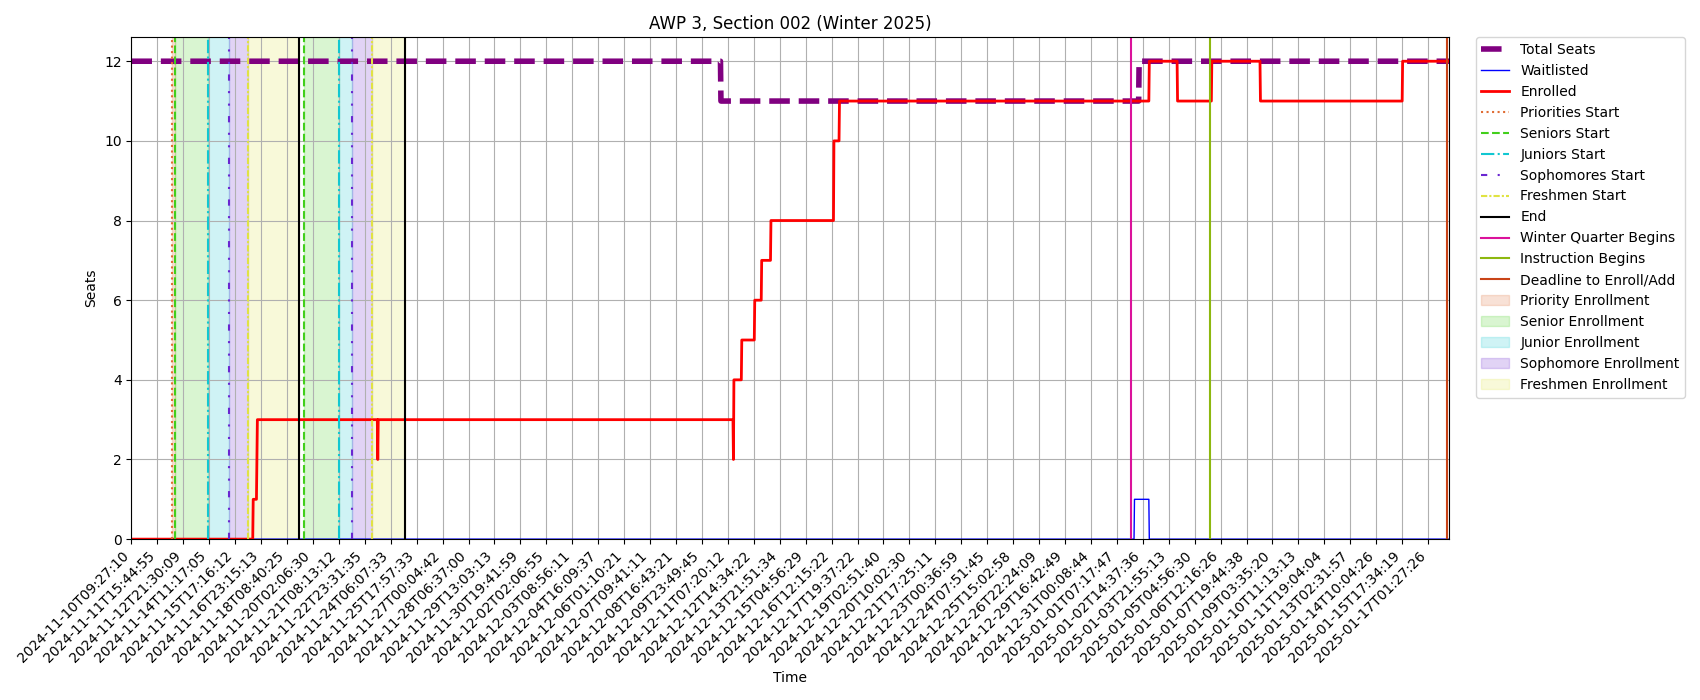 AWP 3, Section 002 (Winter 2025)
Seats
12
10
8
6
4
2
0
2024-11-10T09:27:10
2024-11-11T15:44:55
2024-11-12T21:30:09
2024-11-14T11:17:05
2024-11-15T17:16:12
2024-11-16T23:15:13
2024-11-18T08:40:25
2024-11-20T02:06:30
2024-11-21T08:13:12
2024-11-22T23:31:35
2024-11-24T06:07:33
2024-11-25T17:57:33
2024-11-27T00:04:42
2024-11-28T06:37:00
2024-11-29T13:03:13
2024-11-30T19:41:59
2024-12-02T02:06:55
2024-12-03T08:56:11
2024-12-04T16:09:37
2024-12-06T01:10:21
2024-12-07T09:41:11
2024-12-08T16:43:21
2024-12-09T23:49:45
2024-12-11T07:20:12
2024-12-12T14:34:22
2024-12-13T21:51:34
2024-12-15T04:56:29
2024-12-16T12:15:22
2024-12-17T19:37:22
2024-12-19T02:51:40
2024-12-20T10:02:30
2024-12-21T17:25:11
2024-12-23T00:36:59
2024-12-24T07:51:45
2024-12-25T15:02:58
2024-12-26T22:24:09
2024-12-29T16:42:49
2024-12-31T00:08:44
2025-01-01T07:17:47
2025-01-02T14:37:36
2025-01-03T21:55:13
2025-01-05T04:56:30
2025-01-06T12:16:26
2025-01-07T19:44:38
2025-01-09T03:35:20
2025-01-10T11:13:13
2025-01-11T19:04:04
2025-01-13T02:31:57
2025-01-14T10:04:26
2025-01-15T17:34:19
2025-01-17T01:27:26
Time
Total Seats
Waitlisted
Enrolled
Priorities Start
Seniors Start
Juniors Start
Sophomores Start
Freshmen Start
End
Winter Quarter Begins
Instruction Begins
Deadline to Enroll/Add
Priority Enrollment
Senior Enrollment
Junior Enrollment
Sophomore Enrollment
Freshmen Enrollment